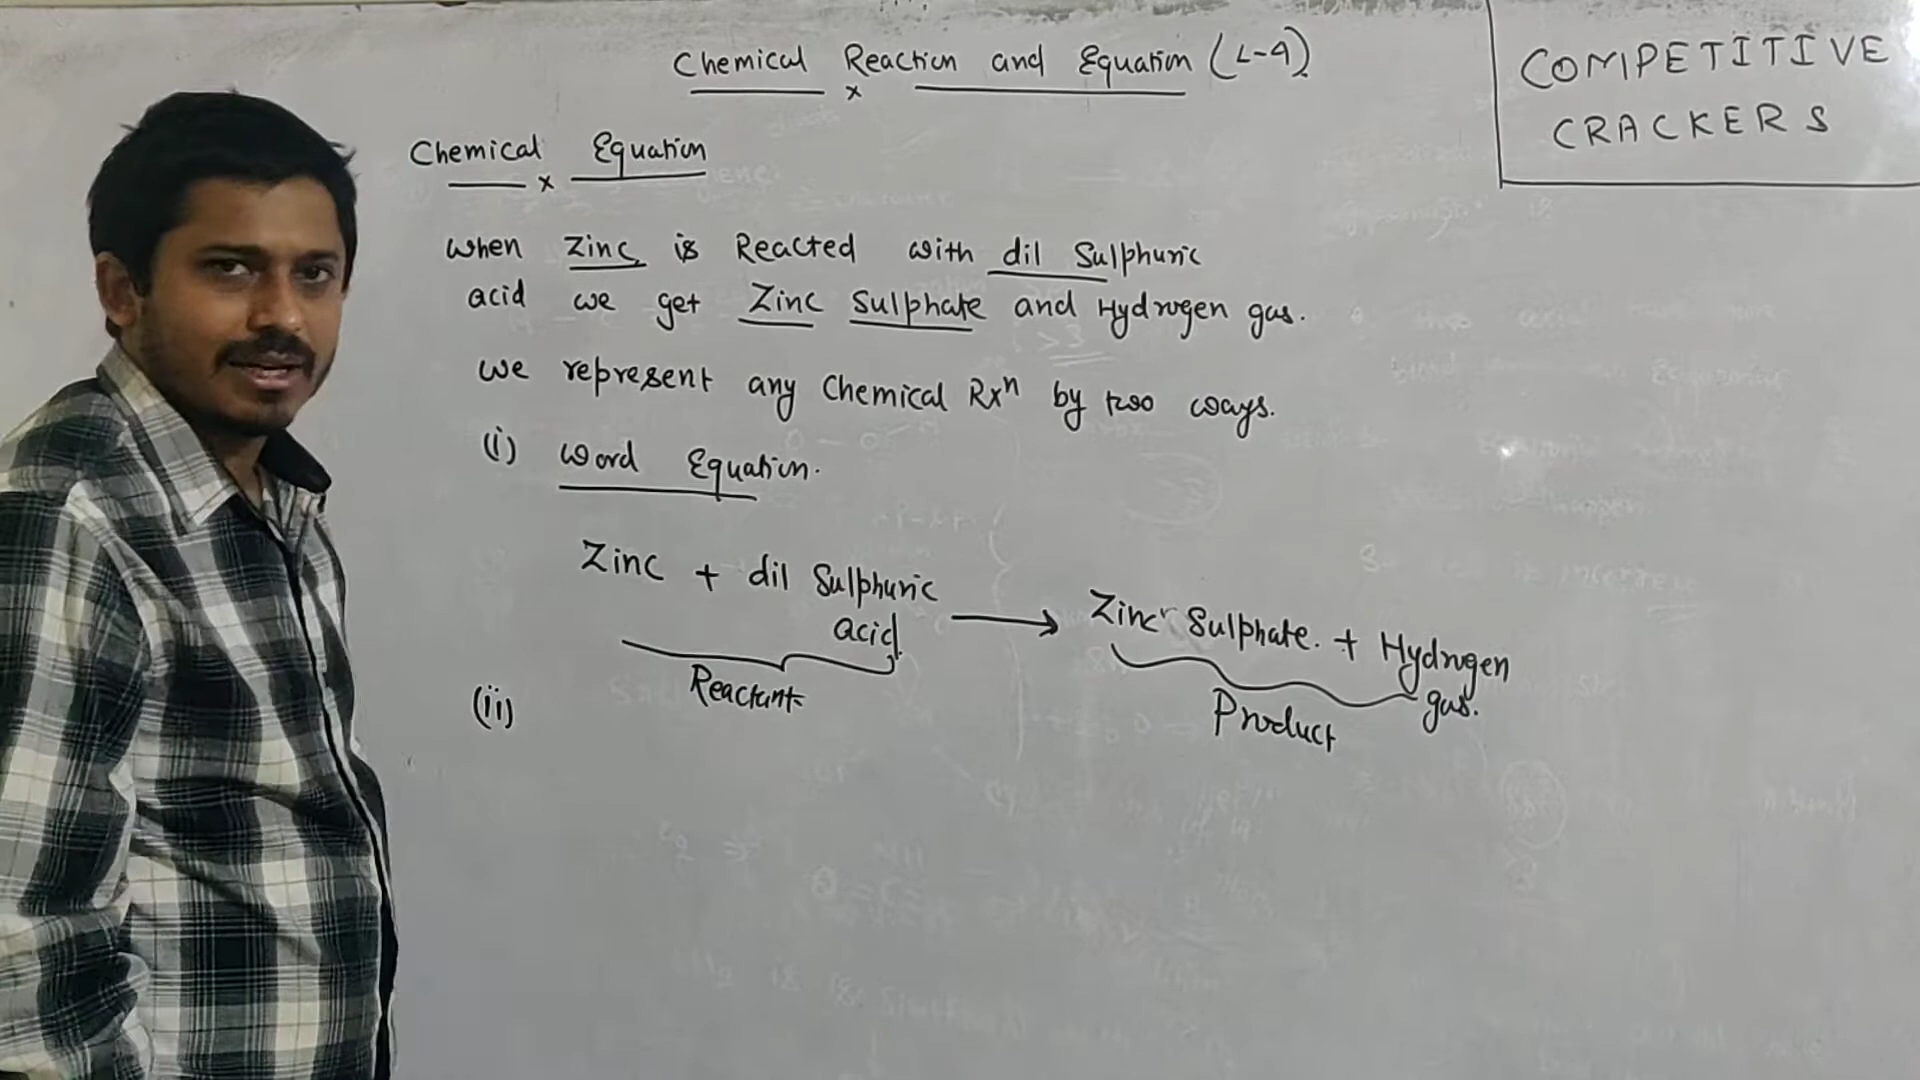 Chemical Reaction and Equation (L-4)
COMPETITIVE
CRACKERS
Chemical Equation
When Zinc is Reacted with dil Sulphuric
acid we get Zinc Sulphate and Hydrogen gas.
We represent any Chemical Rxⁿ by two ways.
(i) Word Equation.
Zinc + dil Sulphuric acid. → Zinc Sulphate. + Hydrogen gas.
Reactants
Product
(ii)